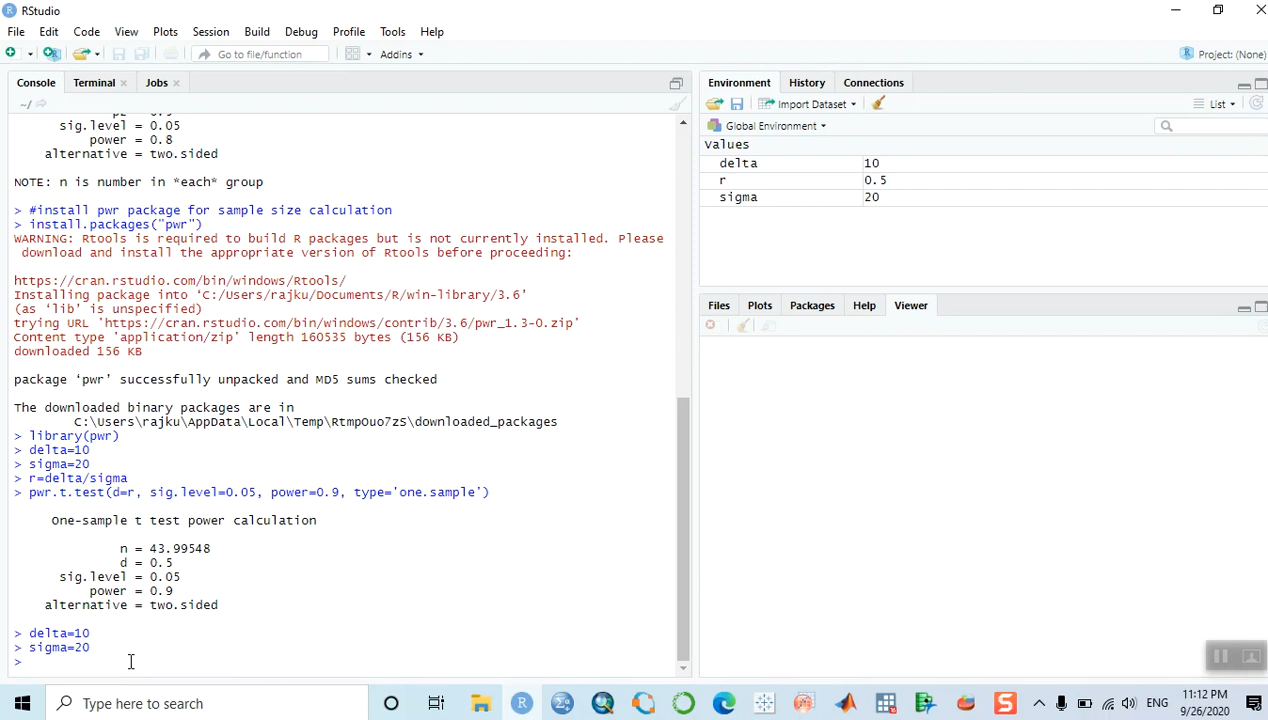 RStudio
File Edit Code View Plots Session Build Debug Profile Tools Help
Go to file/function
Addins
Project: (None)
Console Terminal Jobs
~/
sig.level = 0.05
power = 0.8
alternative = two.sided
NOTE: n is number in *each* group
> #install pwr package for sample size calculation
> install.packages("pwr")
WARNING: Rtools is required to build R packages but is not currently installed. Please
download and install the appropriate version of Rtools before proceeding:
https://cran.rstudio.com/bin/windows/Rtools/
Installing package into ‘C:/Users/rajku/Documents/R/win-library/3.6’
(as ‘lib’ is unspecified)
trying URL 'https://cran.rstudio.com/bin/windows/contrib/3.6/pwr_1.3-0.zip'
Content type 'application/zip' length 160535 bytes (156 KB)
downloaded 156 KB
package ‘pwr’ successfully unpacked and MD5 sums checked
The downloaded binary packages are in
C:\Users\rajku\AppData\Local\Temp\RtmpOuo7zS\downloaded_packages
> library(pwr)
> delta=10
> sigma=20
> r=delta/sigma
> pwr.t.test(d=r, sig.level=0.05, power=0.9, type='one.sample')
One-sample t test power calculation
n = 43.99548
d = 0.5
sig.level = 0.05
power = 0.9
alternative = two.sided
> delta=10
> sigma=20
>
Environment History Connections
Import Dataset
List
Global Environment
Values
delta 10
r 0.5
sigma 20
Files Plots Packages Help Viewer
Type here to search
ENG
11:12 PM
9/26/2020